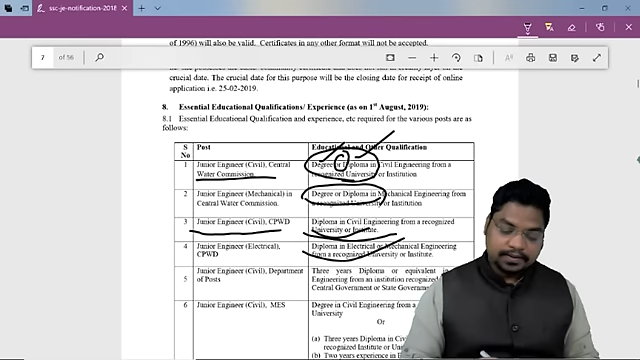 ssc-je-notification-2018
7 of 56
of 1996) will also be valid. Certificates in any other format will not be accepted.
crucial date. The crucial date for this purpose will be the closing date for receipt of online
application i.e. 25-02-2019.
8. Essential Educational Qualifications/ Experience (as on 1st August, 2019):
8.1 Essential Educational Qualification and experience, etc required for the various posts are as
follows:
S No Post Educational and Other Qualification
1 Junior Engineer (Civil), Central Water Commission. Degree or Diploma in Civil Engineering from a recognized University or Institution
2 Junior Engineer (Mechanical) in Central Water Commission. Degree or Diploma in Mechanical Engineering from a recognized University or Institution
3 Junior Engineer (Civil), CPWD Diploma in Civil Engineering from a recognized University or Institute.
4 Junior Engineer (Electrical), CPWD Diploma in Electrical or Mechanical Engineering from a recognized University or Institute.
5 Junior Engineer (Civil), Department of Posts Three years Diploma or equivalent in Engineering from an institution recognized Central Government or State
6 Junior Engineer (Civil), MES Degree in Civil Engineering from a University
Or
(a) Three years Diploma in Ci recognized Institute or
(b) Two years experience in